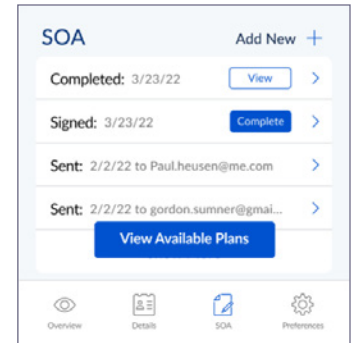 SOA Add New +
Completed: 3/23/22 View >
Signed: 3/23/22 Complete >
Sent: 2/2/22 to Paul.heusen@me.com >
Sent: 2/2/22 to gordon.sumner@gmai... >
View Available Plans
Overview Details SOA Preferences